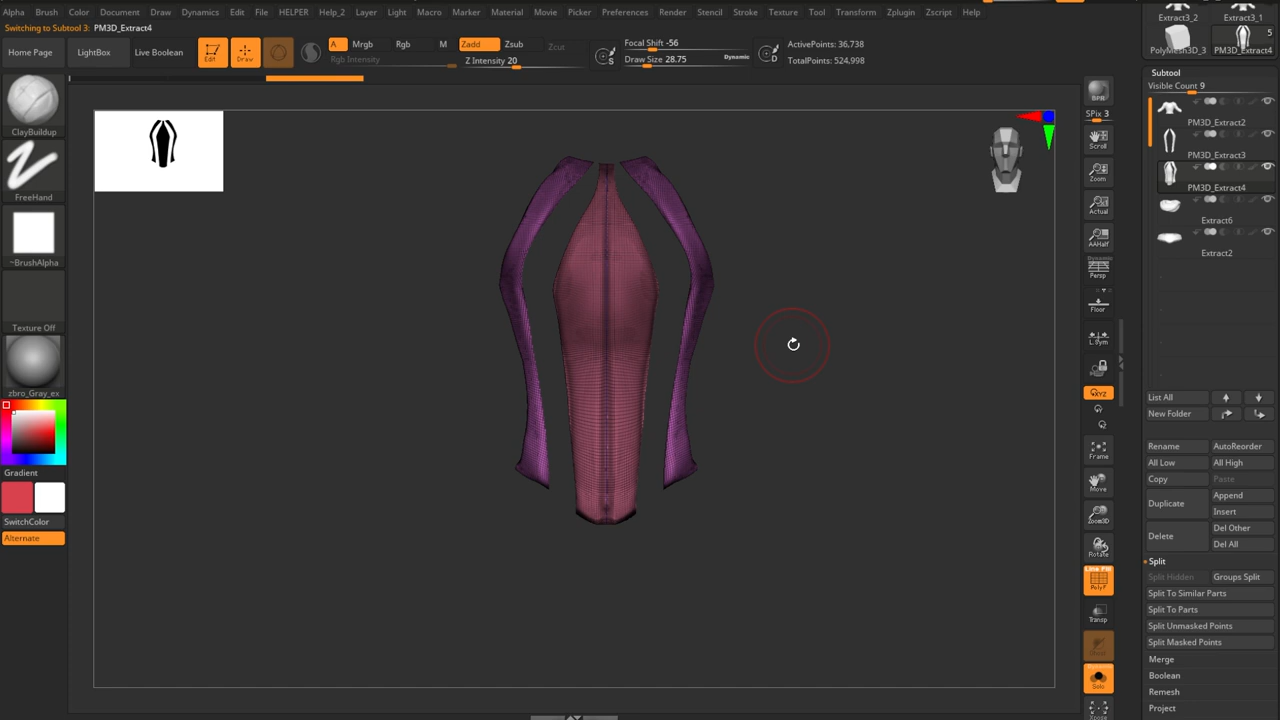 Alpha Brush Color Document Draw Dynamics Edit File HELPER Help_2 Layer Light Macro Marker Material Movie Picker Preferences Render Stencil Stroke Texture Tool Transform Zplugin Zscript Help
Switching to Subtool 3: PM3D_Extract4
Home Page LightBox Live Boolean Edit Draw A Mrgb Rgb M Zadd Zsub Zcut
Rgb Intensity Z Intensity 20
Focal Shift -56
Draw Size 28.75 Dynamic
ActivePoints: 36,738
TotalPoints: 524,998
ClayBuildup
FreeHand
~BrushAlpha
Texture Off
zbro_Gray_ex
Gradient
SwitchColor
Alternate
BPR
SPix 3
Scroll
Zoom
Actual
AAHalf
Dynamic
Persp
Floor
L.Sym
Frame
Move
Zoom3D
Rotate
Line Fill
PolyF
Transp
Dynamic
Solo
Xpose
Extract3_2 Extract3_1
5
PolyMesh3D_3 PM3D_Extract4
Subtool
Visible Count 9
PM3D_Extract2
PM3D_Extract3
PM3D_Extract4
Extract6
Extract2
List All
New Folder
Rename AutoReorder
All Low All High
Copy Paste
Duplicate Append
Insert
Delete Del Other
Del All
Split
Split Hidden Groups Split
Split To Similar Parts
Split To Parts
Split Unmasked Points
Split Masked Points
Merge
Boolean
Remesh
Project